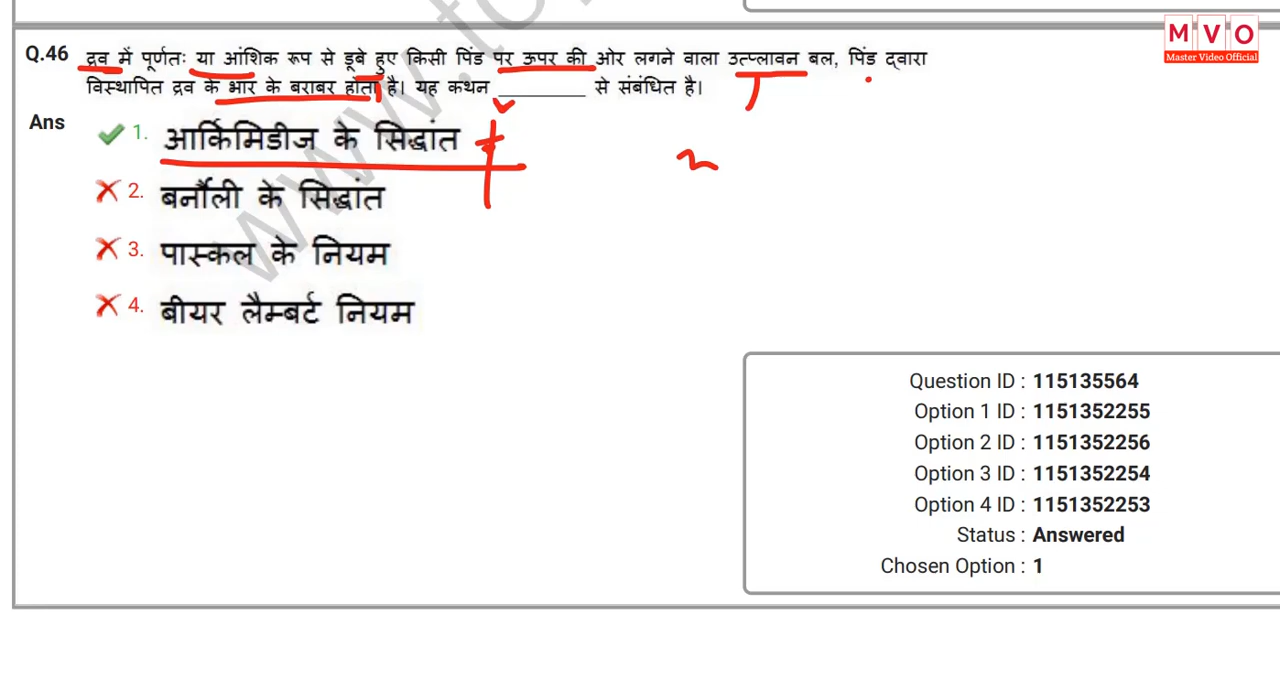 M V O
Master Video Official
Q.46 द्रव में पूर्णतः या आंशिक रूप से डूबे हुए किसी पिंड पर ऊपर की ओर लगने वाला उत्प्लावन बल, पिंड द्वारा
विस्थापित द्रव के भार के बराबर होता है। यह कथन __________ से संबंधित है।
Ans 1. आर्किमिडीज के सिद्धांत
2. बर्नौली के सिद्धांत
3. पास्कल के नियम
4. बीयर लैम्बर्ट नियम
Question ID : 115135564
Option 1 ID : 1151352255
Option 2 ID : 1151352256
Option 3 ID : 1151352254
Option 4 ID : 1151352253
Status : Answered
Chosen Option : 1